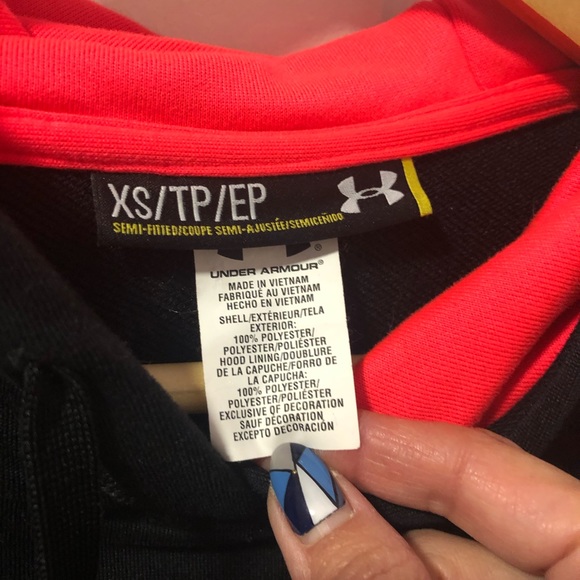 XS/TP/EP
SEMI-FITTED/COUPE SEMI-AJUSTÉE/SEMICEÑIDO
UNDER ARMOUR®
MADE IN VIETNAM
FABRIQUÉ AU VIETNAM
HECHO EN VIETNAM
SHELL/EXTÉRIEUR/TELA
EXTERIOR:
100% POLYESTER/
POLYESTER/POLIÉSTER
HOOD LINING/DOUBLURE
DE LA CAPUCHE/FORRO DE
LA CAPUCHA:
100% POLYESTER/
POLYESTER/POLIÉSTER
EXCLUSIVE OF DECORATION
SAUF DÉCORATION
EXCEPTO DECORACIÓN